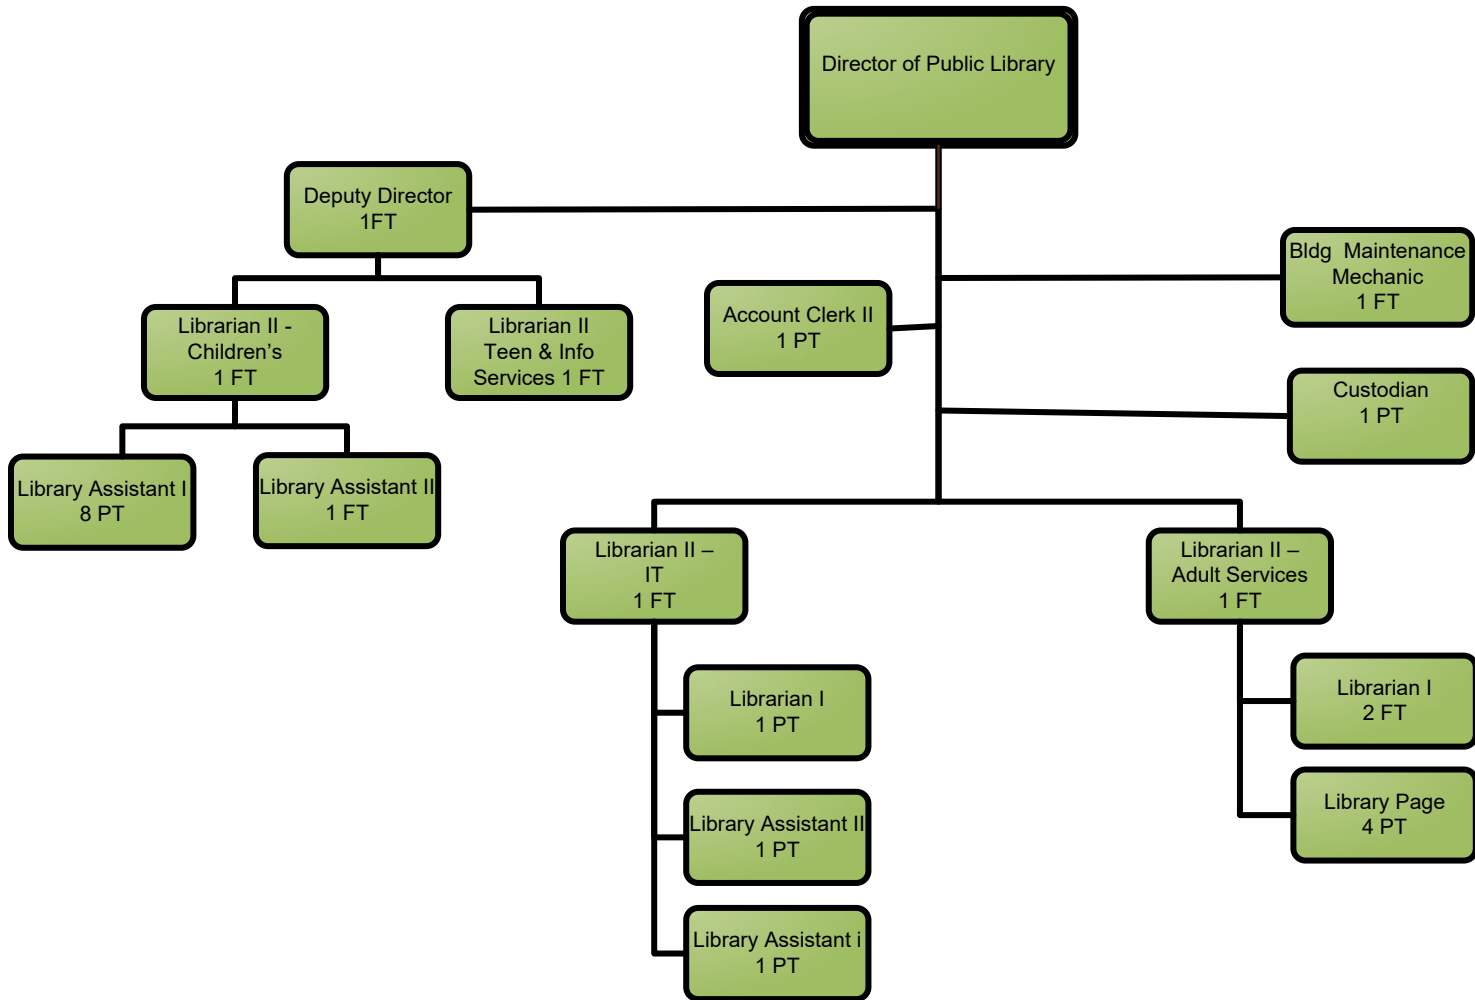 Director of Public Library
Deputy Director
1FT
Bldg  Maintenance
Mechanic
1 FT
Account Clerk II
1 PT
Librarian II -
Children’s
1 FT
Librarian II
Teen & Info
Services 1 FT
Custodian
1 PT
Library Assistant I
8 PT
Library Assistant II
1 FT
Librarian II –
IT
1 FT
Librarian II –
Adult Services
1 FT
Librarian I
1 PT
Librarian I
2 FT
Library Assistant II
1 PT
Library Page
4 PT
Library Assistant i
1 PT